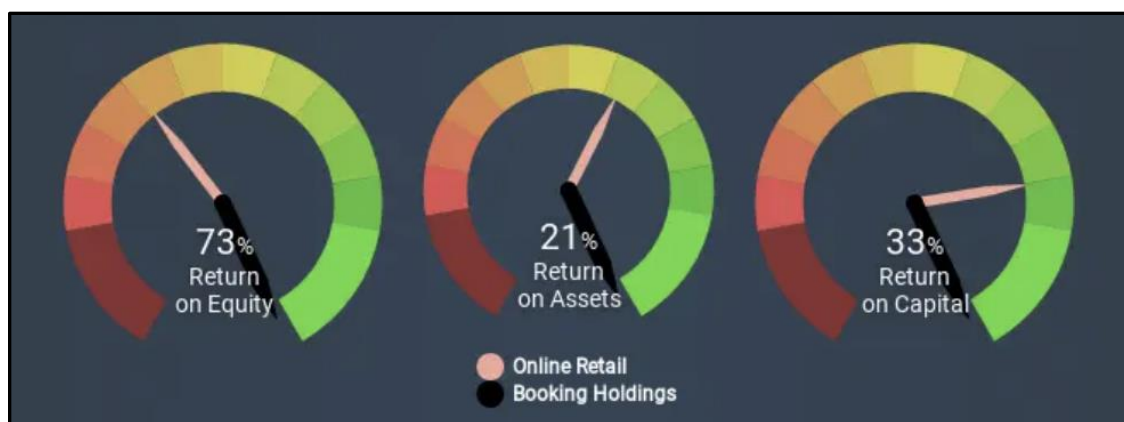 73%
Return
on Equity
21%
Return
on Assets
33%
Return
on Capital
Online Retail
Booking Holdings